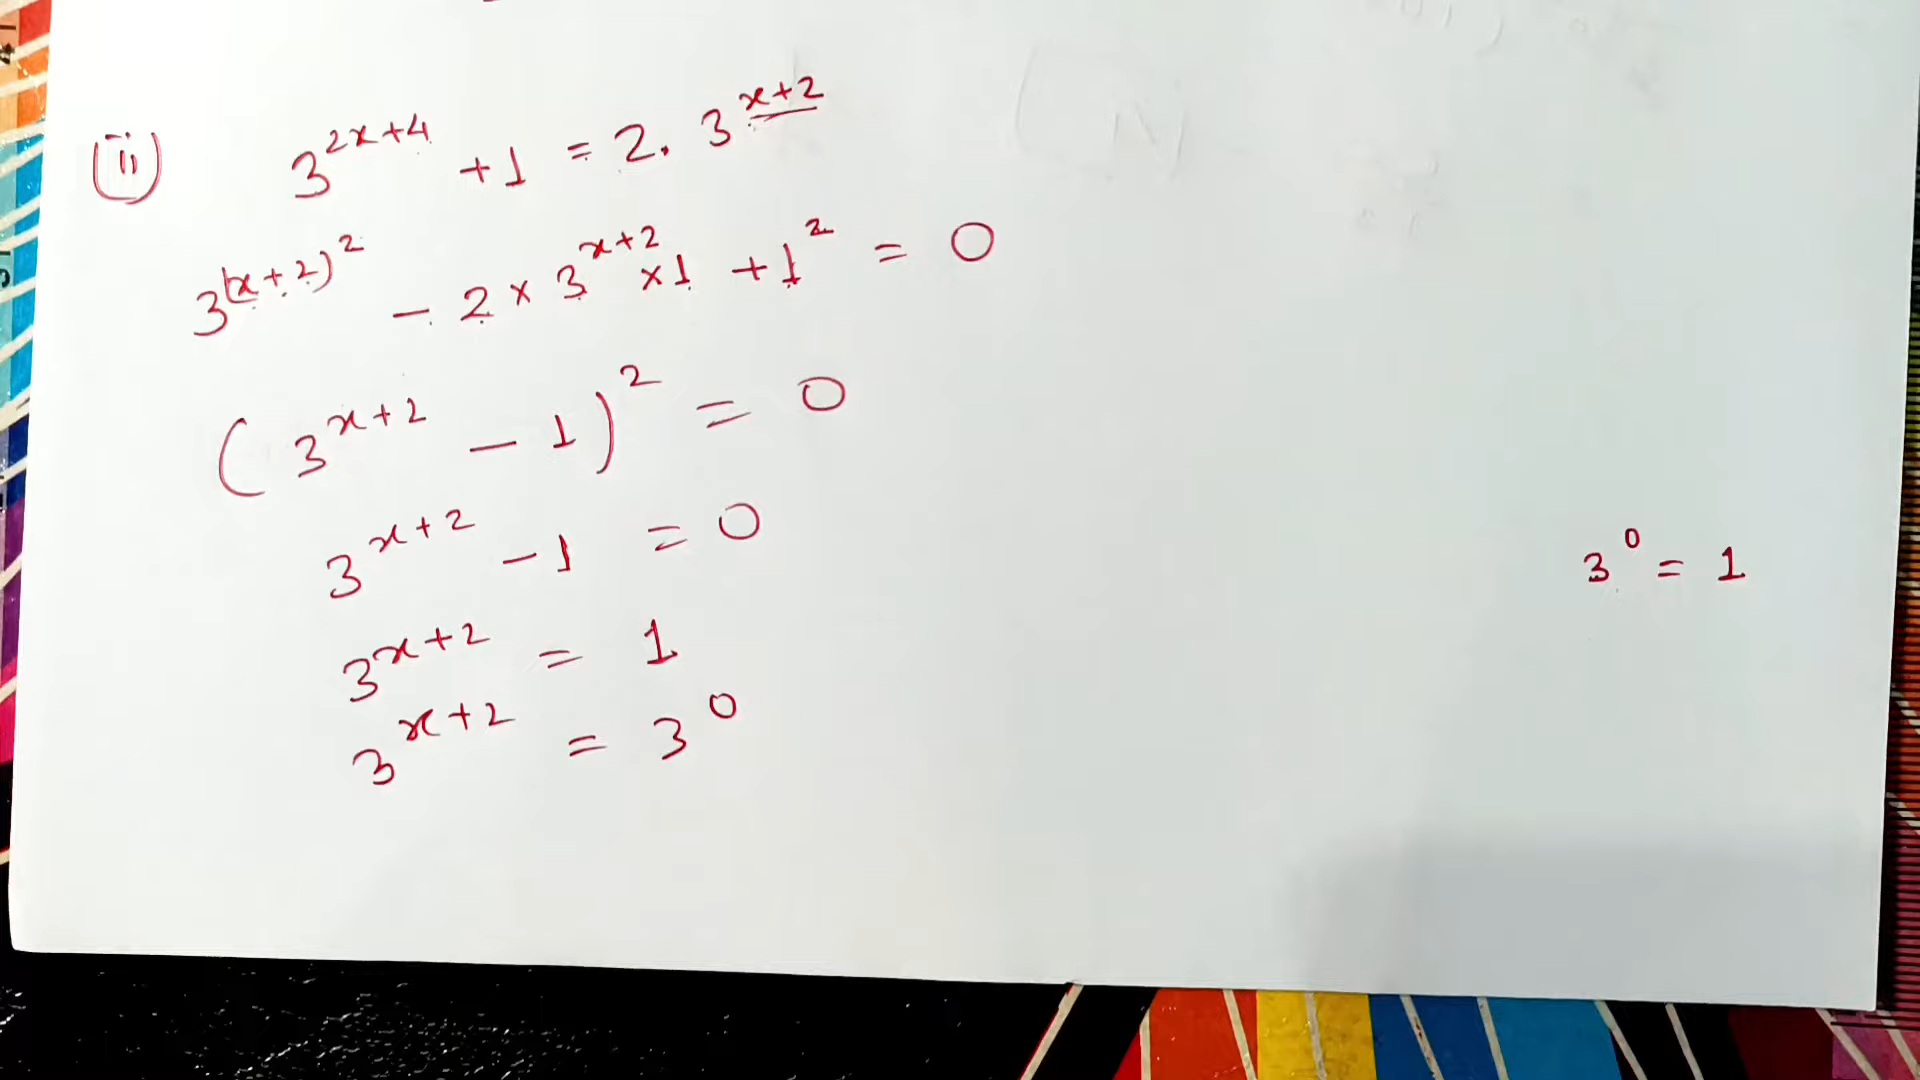 (ii) 3^{2x+4} + 1 = 2 . 3^{x+2}
3^{(x+2)2} - 2 × 3^{x+2} × 1 + 1^2 = 0
(3^{x+2} - 1)^2 = 0
3^{x+2} - 1 = 0
3^0 = 1
3^{x+2} = 1
3^{x+2} = 3^0